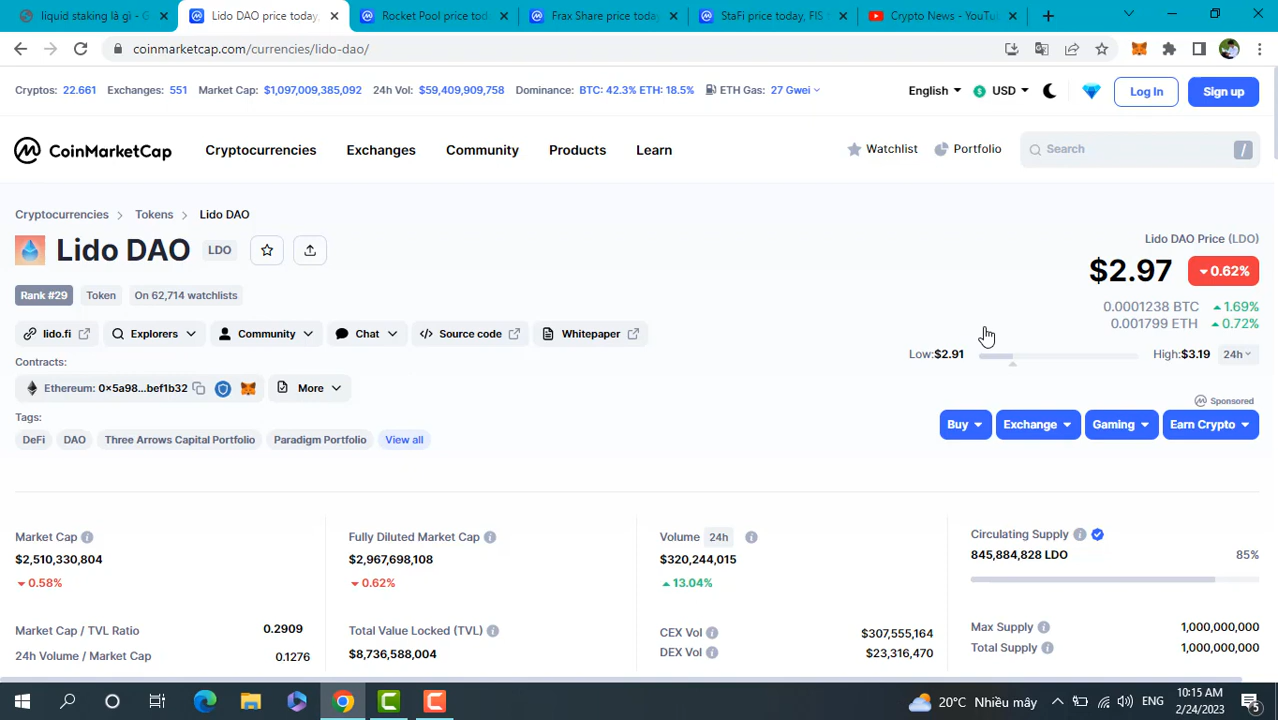 liquid staking là gì - G
Lido DAO price today,
Rocket Pool price tod
Frax Share price toda
StaFi price today, FIS
Crypto News - YouTu
coinmarketcap.com/currencies/lido-dao/
Cryptos: 22.661 Exchanges: 551 Market Cap: $1,097,009,385,092 24h Vol: $59,409,909,758 Dominance: BTC: 42.3% ETH: 18.5% ETH Gas: 27 Gwei
English USD Log In Sign up
CoinMarketCap Cryptocurrencies Exchanges Community Products Learn
Watchlist Portfolio Search /
Cryptocurrencies Tokens Lido DAO
Lido DAO LDO
Rank #29 Token On 62,714 watchlists
lido.fi Explorers Community Chat Source code Whitepaper
Contracts:
Ethereum: 0x5a98...bef1b32 More
Tags:
DeFi DAO Three Arrows Capital Portfolio Paradigm Portfolio View all
Lido DAO Price (LDO)
$2.97 0.62%
0.0001238 BTC 1.69%
0.001799 ETH 0.72%
Low:$2.91 High:$3.19 24h
Sponsored
Buy Exchange Gaming Earn Crypto
Market Cap
$2,510,330,804
0.58%
Market Cap / TVL Ratio 0.2909
24h Volume / Market Cap 0.1276
Fully Diluted Market Cap
$2,967,698,108
0.62%
Total Value Locked (TVL)
$8,736,588,004
Volume 24h
$320,244,015
13.04%
CEX Vol $307,555,164
DEX Vol $23,316,470
Circulating Supply
845,884,828 LDO 85%
Max Supply 1,000,000,000
Total Supply 1,000,000,000
20°C Nhiều mây
ENG
10:15 AM
2/24/2023
5